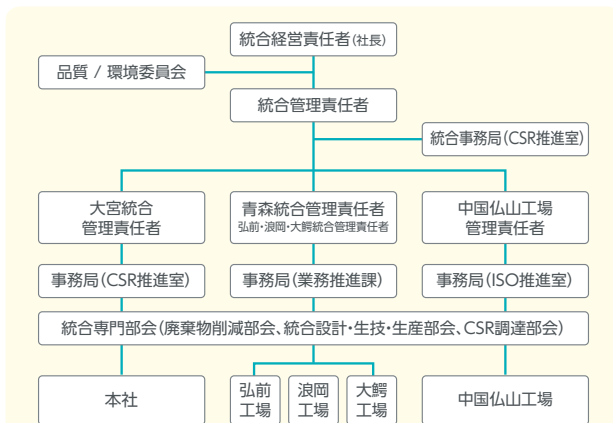 統合経営責任者(社長)
品質 / 環境委員会
統合管理責任者
統合事務局(CSR推進室)
大宮統合
管理責任者
青森統合管理責任者
弘前・浪岡・大鰐統合管理責任者
中国仏山工場
管理責任者
事務局(CSR推進室)
事務局(業務推進課)
事務局(ISO推進室)
統合専門部会(廃棄物削減部会、統合設計・生技・生産部会、CSR調達部会)
本社
弘前
工場
浪岡
工場
大鰐
工場
中国仏山工場